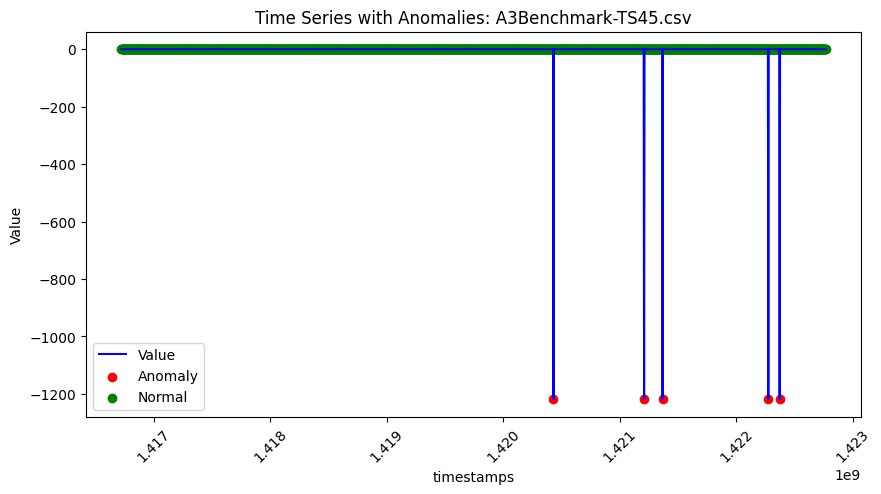 Time Series with Anomalies: A3Benchmark-TS45.csv
0
−200
−400
−600
−800
−1000
−1200
Value
Value
Anomaly
Normal
1.417
1.418
1.419
1.420
1.421
1.422
1.423
1e9
timestamps